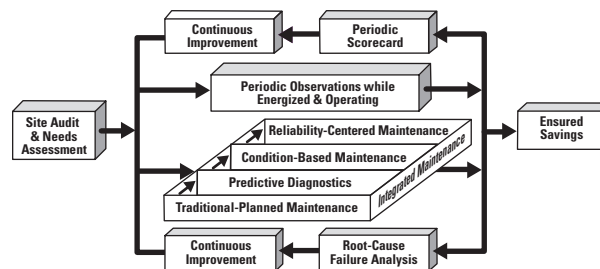 Continuous
Improvement
Periodic
Scorecard
Periodic Observations while
Energized & Operating
Site Audit
& Needs
Assessment
Reliability-Centered Maintenance
Condition-Based Maintenance
Predictive Diagnostics
Traditional-Planned Maintenance
Integrated Maintenance
Ensured
Savings
Continuous
Improvement
Root-Cause
Failure Analysis